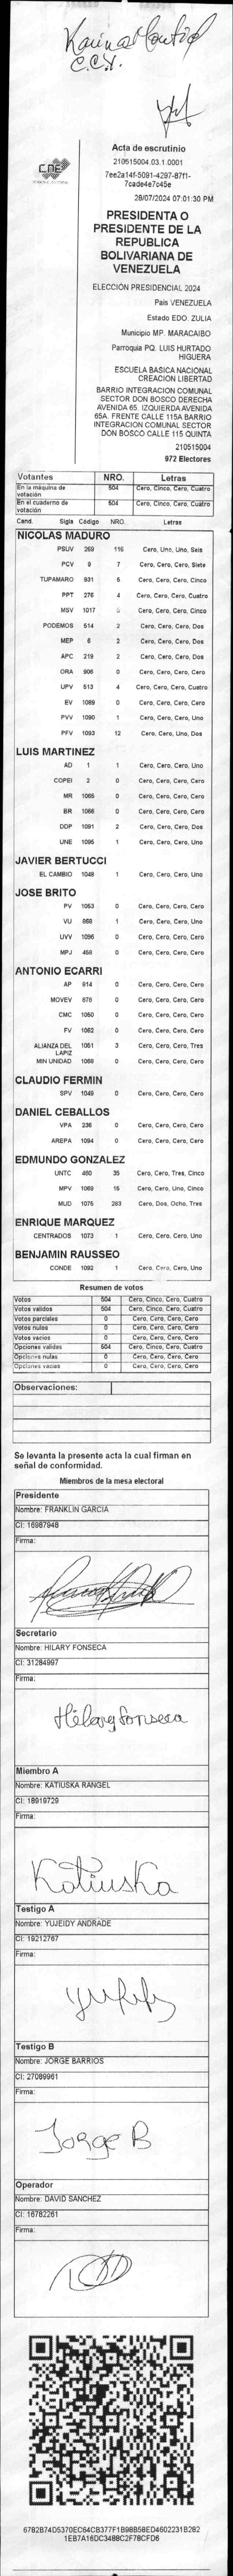 Karina Montiel
C.C.V.
CNE
Acta de escrutinio
210515004.03.1.0001
7ee2a14f-5091-4297-87f1-
7cade4e7c45e
28/07/2024 07:01:30 PM
PRESIDENTA O
PRESIDENTE DE LA
REPUBLICA
BOLIVARIANA DE
VENEZUELA
ELECCIÓN PRESIDENCIAL 2024
País VENEZUELA
Estado EDO. ZULIA
Municipio MP. MARACAIBO
Parroquia PQ. LUIS HURTADO
HIGUERA
ESCUELA BASICA NACIONAL
CREACION LIBERTAD
BARRIO INTEGRACION COMUNAL
SECTOR DON BOSCO DERECHA
AVENIDA 65. IZQUIERDA AVENIDA
65A. FRENTE CALLE 115A BARRIO
INTEGRACION COMUNAL SECTOR
DON BOSCO CALLE 115 QUINTA
210515004
972 Electores
Votantes NRO. Letras
En la máquina de votación 504 Cero, Cinco, Cero, Cuatro
En el cuaderno de votación 504 Cero, Cinco, Cero, Cuatro
Cand. Sigla Código NRO. Letras
NICOLAS MADURO
PSUV 269 116 Cero, Uno, Uno, Seis
PCV 9 7 Cero, Cero, Cero, Siete
TUPAMARO 931 5 Cero, Cero, Cero, Cinco
PPT 276 4 Cero, Cero, Cero, Cuatro
MSV 1017 5 Cero, Cero, Cero, Cinco
PODEMOS 514 2 Cero, Cero, Cero, Dos
MEP 6 2 Cero, Cero, Cero, Dos
APC 219 2 Cero, Cero, Cero, Dos
ORA 906 0 Cero, Cero, Cero, Cero
UPV 513 4 Cero, Cero, Cero, Cuatro
EV 1089 0 Cero, Cero, Cero, Cero
PVV 1090 1 Cero, Cero, Cero, Uno
PFV 1093 12 Cero, Cero, Uno, Dos
LUIS MARTINEZ
AD 1 1 Cero, Cero, Cero, Uno
COPEI 2 0 Cero, Cero, Cero, Cero
MR 1065 0 Cero, Cero, Cero, Cero
BR 1066 0 Cero, Cero, Cero, Cero
DDP 1091 2 Cero, Cero, Cero, Dos
UNE 1095 1 Cero, Cero, Cero, Uno
JAVIER BERTUCCI
EL CAMBIO 1048 1 Cero, Cero, Cero, Uno
JOSE BRITO
PV 1053 0 Cero, Cero, Cero, Cero
VU 868 1 Cero, Cero, Cero, Uno
UVV 1096 0 Cero, Cero, Cero, Cero
MPJ 458 0 Cero, Cero, Cero, Cero
ANTONIO ECARRI
AP 814 0 Cero, Cero, Cero, Cero
MOVEV 878 0 Cero, Cero, Cero, Cero
CMC 1050 0 Cero, Cero, Cero, Cero
FV 1062 0 Cero, Cero, Cero, Cero
ALIANZA DEL LAPIZ 1051 3 Cero, Cero, Cero, Tres
MIN UNIDAD 1068 0 Cero, Cero, Cero, Cero
CLAUDIO FERMIN
SPV 1049 0 Cero, Cero, Cero, Cero
DANIEL CEBALLOS
VPA 236 0 Cero, Cero, Cero, Cero
AREPA 1094 0 Cero, Cero, Cero, Cero
EDMUNDO GONZALEZ
UNTC 460 35 Cero, Cero, Tres, Cinco
MPV 1069 15 Cero, Cero, Uno, Cinco
MUD 1075 283 Cero, Dos, Ocho, Tres
ENRIQUE MARQUEZ
CENTRADOS 1073 1 Cero, Cero, Cero, Uno
BENJAMIN RAUSSEO
CONDE 1092 1 Cero, Cero, Cero, Uno
Resumen de votos
Votos 504 Cero, Cinco, Cero, Cuatro
Votos validos 504 Cero, Cinco, Cero, Cuatro
Votos parciales 0 Cero, Cero, Cero, Cero
Votos nulos 0 Cero, Cero, Cero, Cero
Votos vacios 0 Cero, Cero, Cero, Cero
Opciones validas 504 Cero, Cinco, Cero, Cuatro
Opciones nulas 0 Cero, Cero, Cero, Cero
Opciones vacias 0 Cero, Cero, Cero, Cero
Observaciones:
Se levanta la presente acta la cual firman en
señal de conformidad.
Miembros de la mesa electoral
Presidente
Nombre: FRANKLIN GARCIA
CI: 16987948
Firma:
Secretario
Nombre: HILARY FONSECA
CI: 31284997
Firma:
Hilary fonseca
Miembro A
Nombre: KATIUSKA RANGEL
CI: 18919729
Firma:
Katiuska
Testigo A
Nombre: YUJEIDY ANDRADE
CI: 19212767
Firma:
Testigo B
Nombre: JORGE BARRIOS
CI: 27089961
Firma:
Jorge B
Operador
Nombre: DAVID SANCHEZ
CI: 16782261
Firma:
6782B74D5370EC64CB377F1B98B58ED4602231B282
1EB7A16DC3488C2F78CFD6